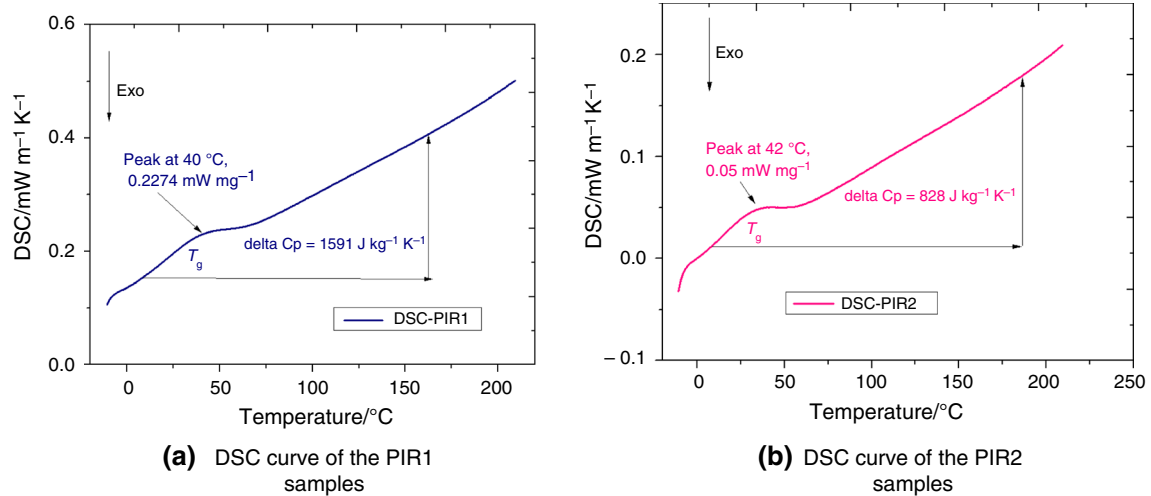 0.6
0.4
0.2
0.0
DSC/mW m⁻¹ K⁻¹
Exo
Peak at 40 °C,
0.2274 mW mg⁻¹
Tg
delta Cp = 1591 J kg⁻¹ K⁻¹
DSC-PIR1
0 50 100 150 200
Temperature/°C
(a) DSC curve of the PIR1
samples
0.2
0.1
0.0
−0.1
DSC/mW m⁻¹ K⁻¹
Exo
Peak at 42 °C,
0.05 mW mg⁻¹
Tg
delta Cp = 828 J kg⁻¹ K⁻¹
DSC-PIR2
0 50 100 150 200 250
Temperature/°C
(b) DSC curve of the PIR2
samples